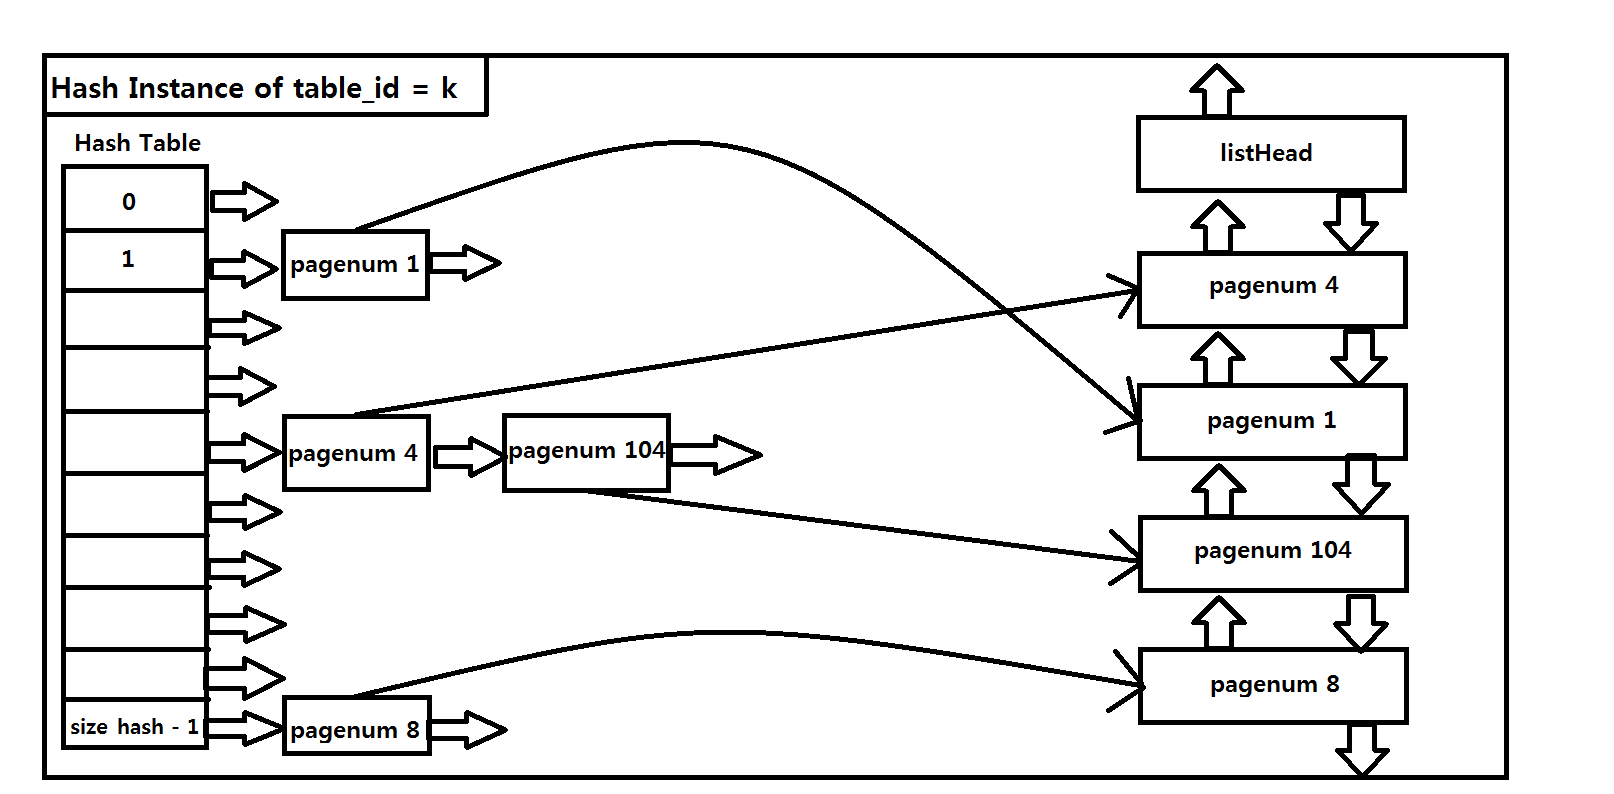 Hash Instance of table_id = k
Hash Table
0
1
size hash - 1
pagenum 1
pagenum 4
pagenum 104
pagenum 8
listHead
pagenum 4
pagenum 1
pagenum 104
pagenum 8